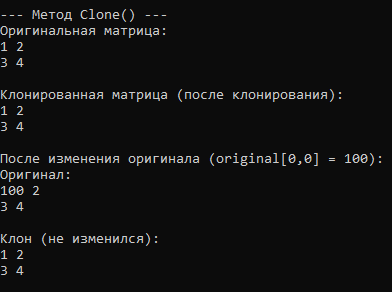 --- Метод Clone() ---
Оригинальная матрица:
1 2
3 4
Клонированная матрица (после клонирования):
1 2
3 4
После изменения оригинала (original[0,0] = 100):
Оригинал:
100 2
3 4
Клон (не изменился):
1 2
3 4